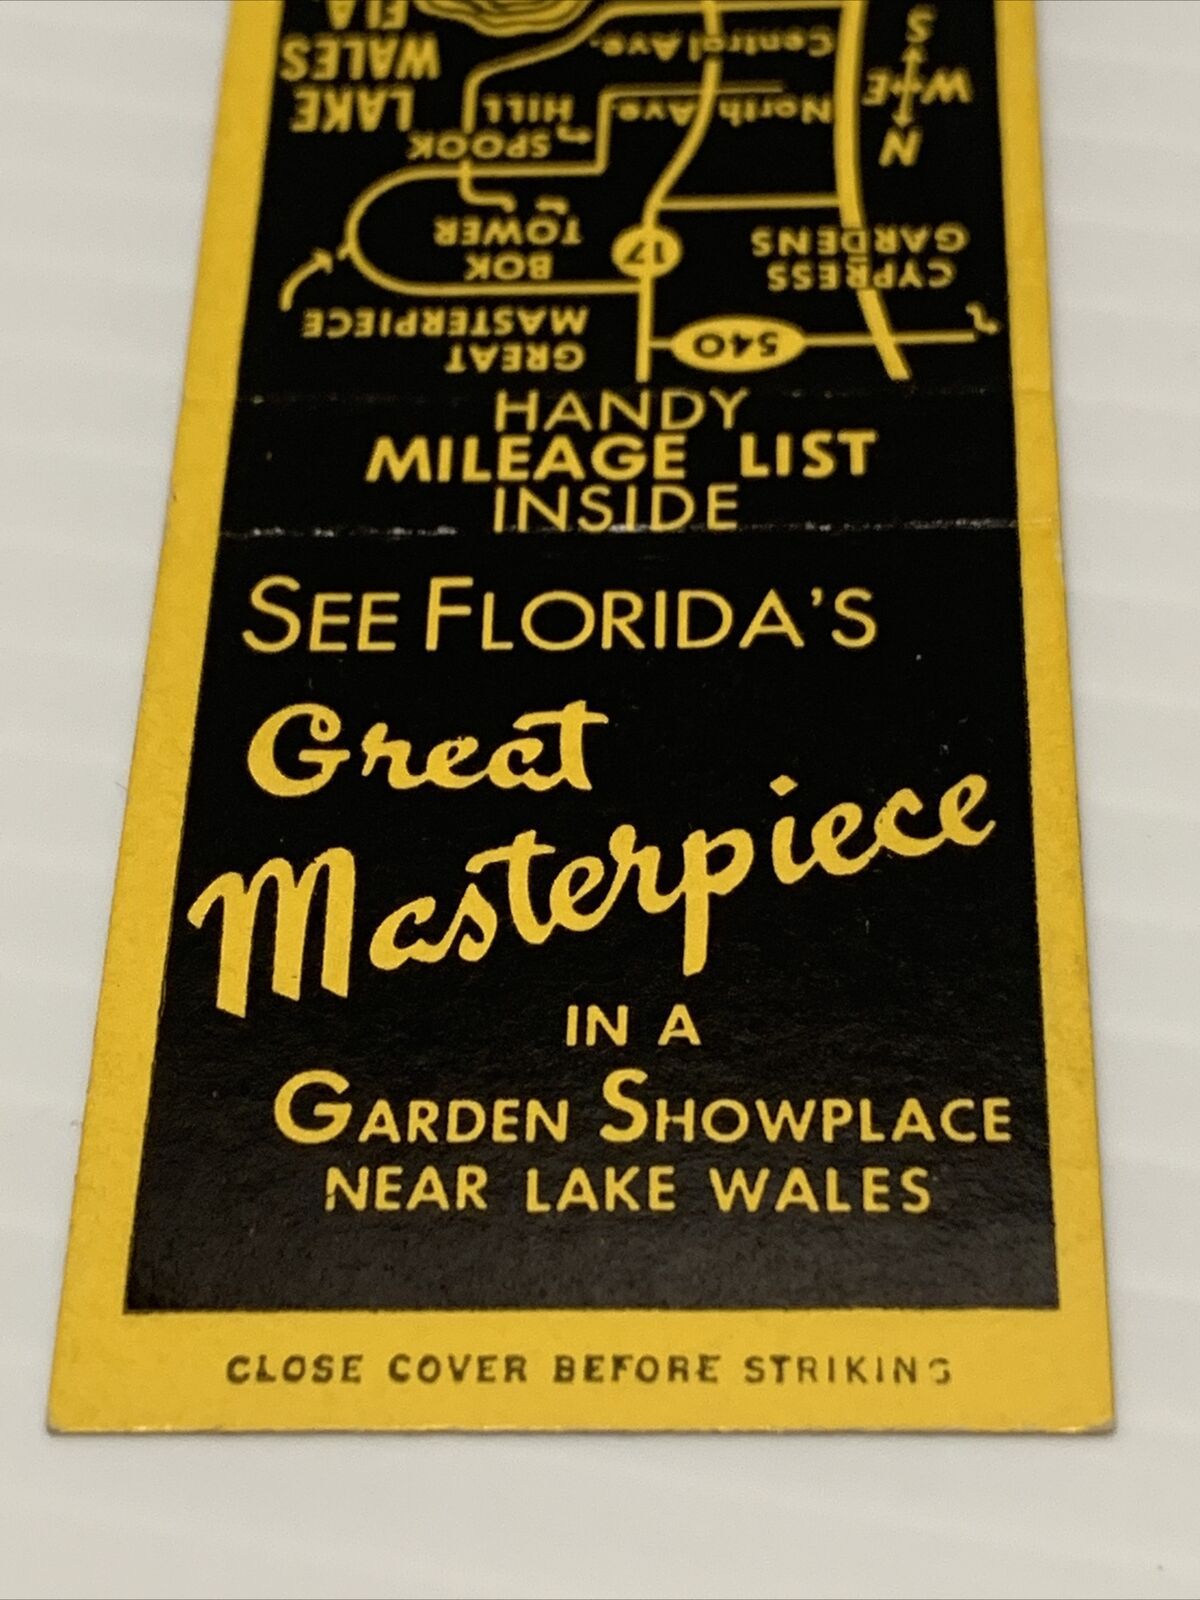 HANDY
MILEAGE LIST
INSIDE
SEE FLORIDA'S
Great
Masterpiece
IN A
GARDEN SHOWPLACE
NEAR LAKE WALES
CLOSE COVER BEFORE STRIKING
GREAT
MASTERPIECE
540
CYPRESS
GARDENS
BOK
TOWER
17
SPOOK
HILL
North Ave.
N
W E
S
LAKE
WALES
FLA.
Central Ave.